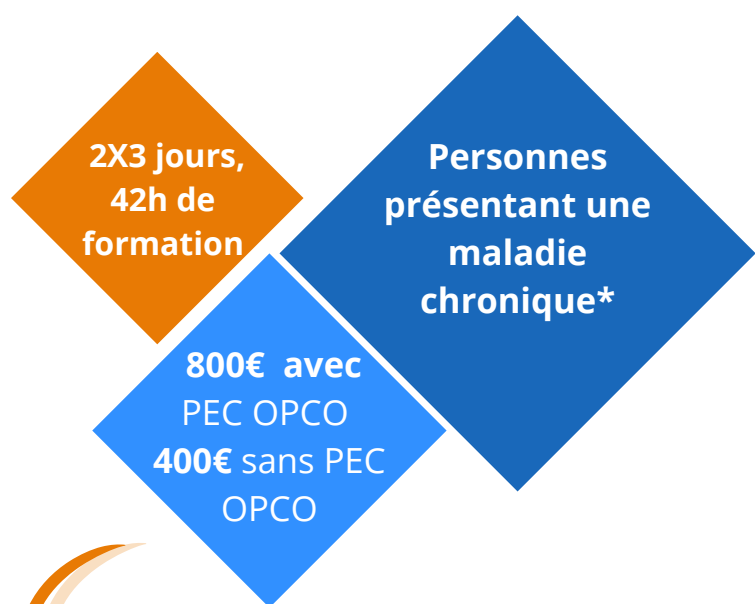 2X3 jours,
42h de
formation
Personnes
présentant une
maladie
chronique*
800€ avec
PEC OPCO
400€ sans PEC
OPCO